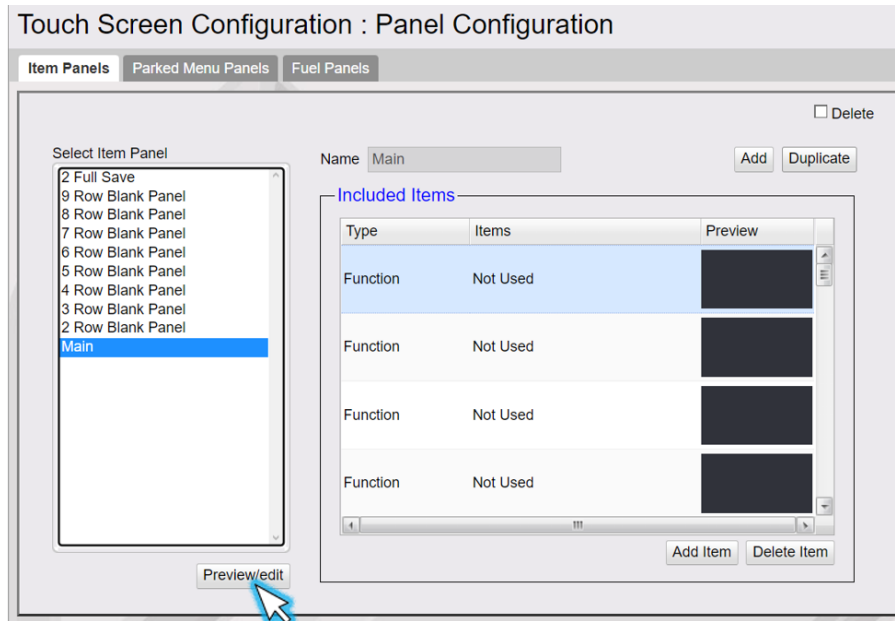 Touch Screen Configuration : Panel Configuration
Item Panels Parked Menu Panels Fuel Panels
Delete
Select Item Panel
2 Full Save
9 Row Blank Panel
8 Row Blank Panel
7 Row Blank Panel
6 Row Blank Panel
5 Row Blank Panel
4 Row Blank Panel
3 Row Blank Panel
2 Row Blank Panel
Main
Preview/edit
Name Main Add Duplicate
Included Items
Type Items Preview
Function Not Used
Function Not Used
Function Not Used
Function Not Used
Add Item Delete Item